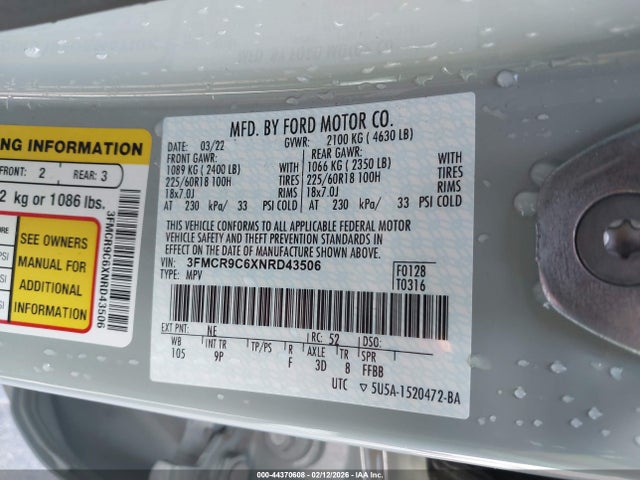 NG INFORMATION
FRONT: 2 REAR: 3
2 kg or 1086 lbs.
SEE OWNERS
MANUAL FOR
ADDITIONAL
INFORMATION
3FMCR9C6XNRD43506
MFD. BY FORD MOTOR CO.
DATE: 03/22 GVWR: 2100 KG ( 4630 LB)
FRONT GAWR: REAR GAWR:
1089 KG ( 2400 LB) WITH 1066 KG ( 2350 LB) WITH
225/60R18 100H TIRES 225/60R18 100H TIRES
18x7.0J RIMS 18x7.0J RIMS
AT 230 kPa/ 33 PSI COLD AT 230 kPa/ 33 PSI COLD
THIS VEHICLE CONFORMS TO ALL APPLICABLE FEDERAL MOTOR
VEHICLE SAFETY AND THEFT PREVENTION STANDARDS IN
EFFECT ON THE DATE OF MANUFACTURE SHOWN ABOVE.
VIN: 3FMCR9C6XNRD43506 F0128
TYPE: MPV T0316
EXT PNT: NE RC: 52 DSO:
WB INT TR TP/PS R AXLE TR SPR
105 9P F 3D 8 FFBB
UTC 5U5A-1520472-BA
000-44370608 - 02/12/2026 - IAABU